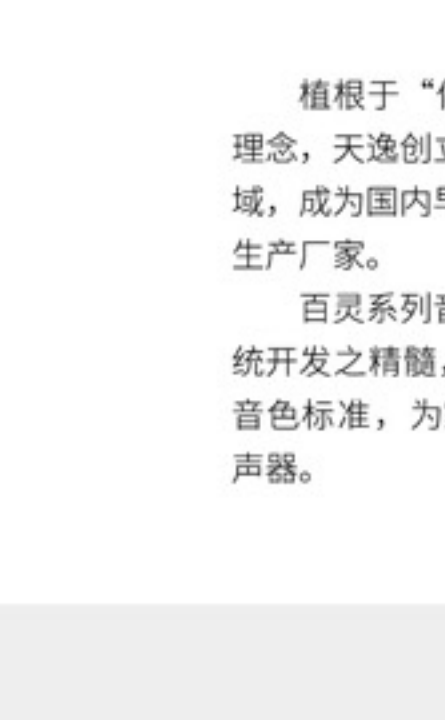 植根于“
理念，天逸创
域，成为国内
生产厂家。
百灵系列
统开发之精髓，
音色标准，为
声器。